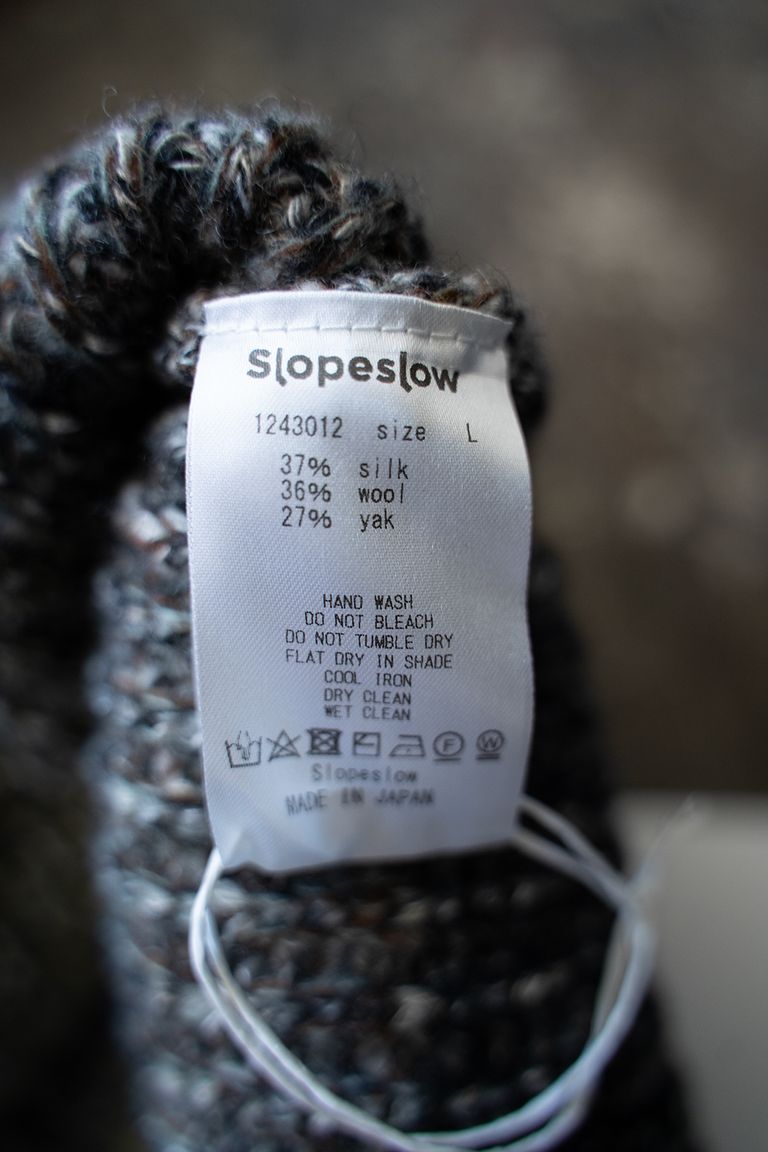 Slopeslow
1243012 size L
37% silk
36% wool
27% yak
HAND WASH
DO NOT BLEACH
DO NOT TUMBLE DRY
FLAT DRY IN SHADE
COOL IRON
DRY CLEAN
WET CLEAN
F W
Slopeslow
MADE IN JAPAN